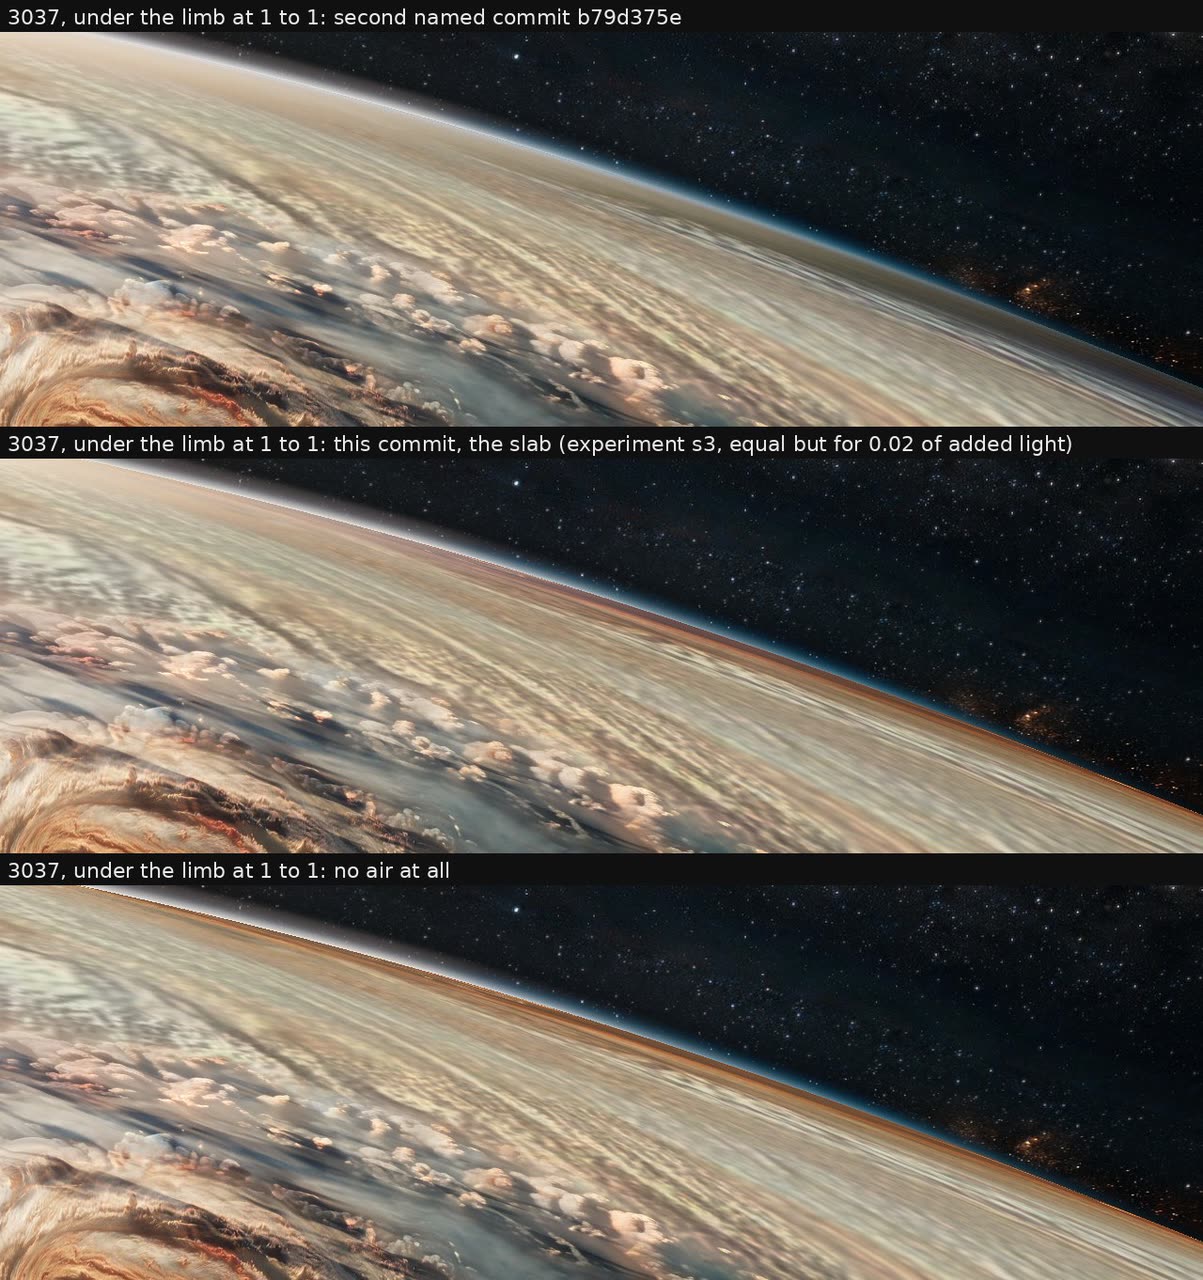 3037, under the limb at 1 to 1: second named commit b79d375e
3037, under the limb at 1 to 1: this commit, the slab (experiment s3, equal but for 0.02 of added light)
3037, under the limb at 1 to 1: no air at all